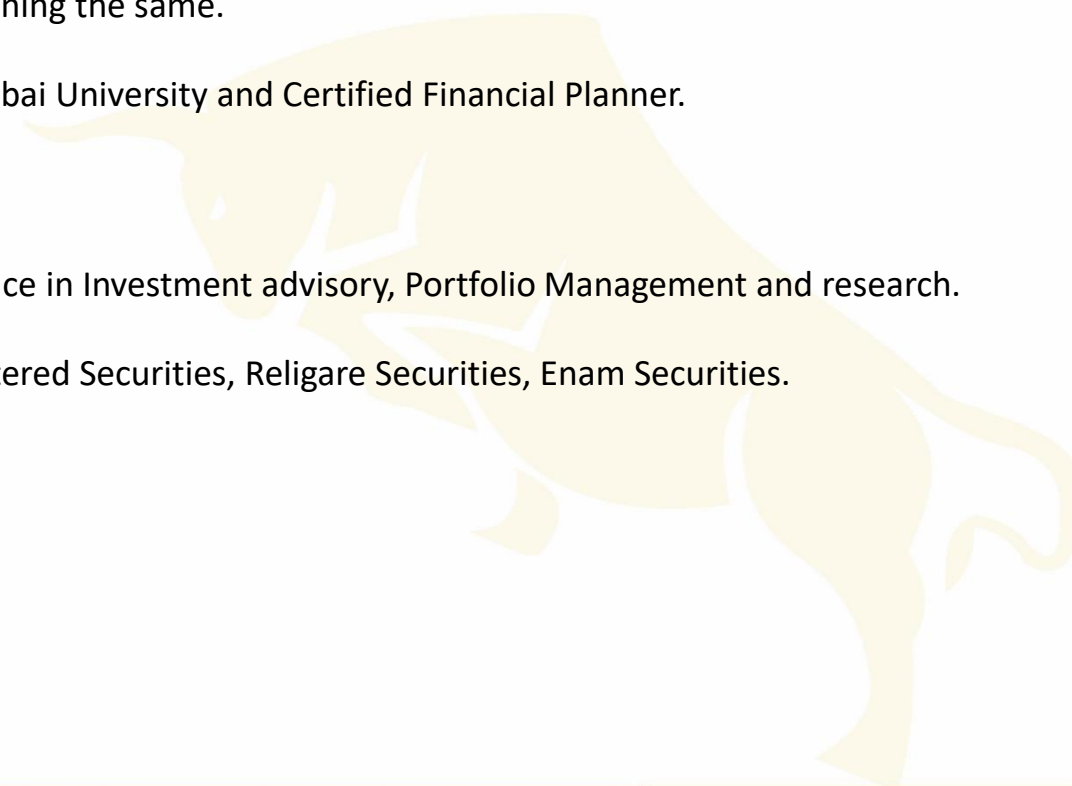 ning the same.
bai University and Certified Financial Planner.
ce in Investment advisory, Portfolio Management and research.
tered Securities, Religare Securities, Enam Securities.